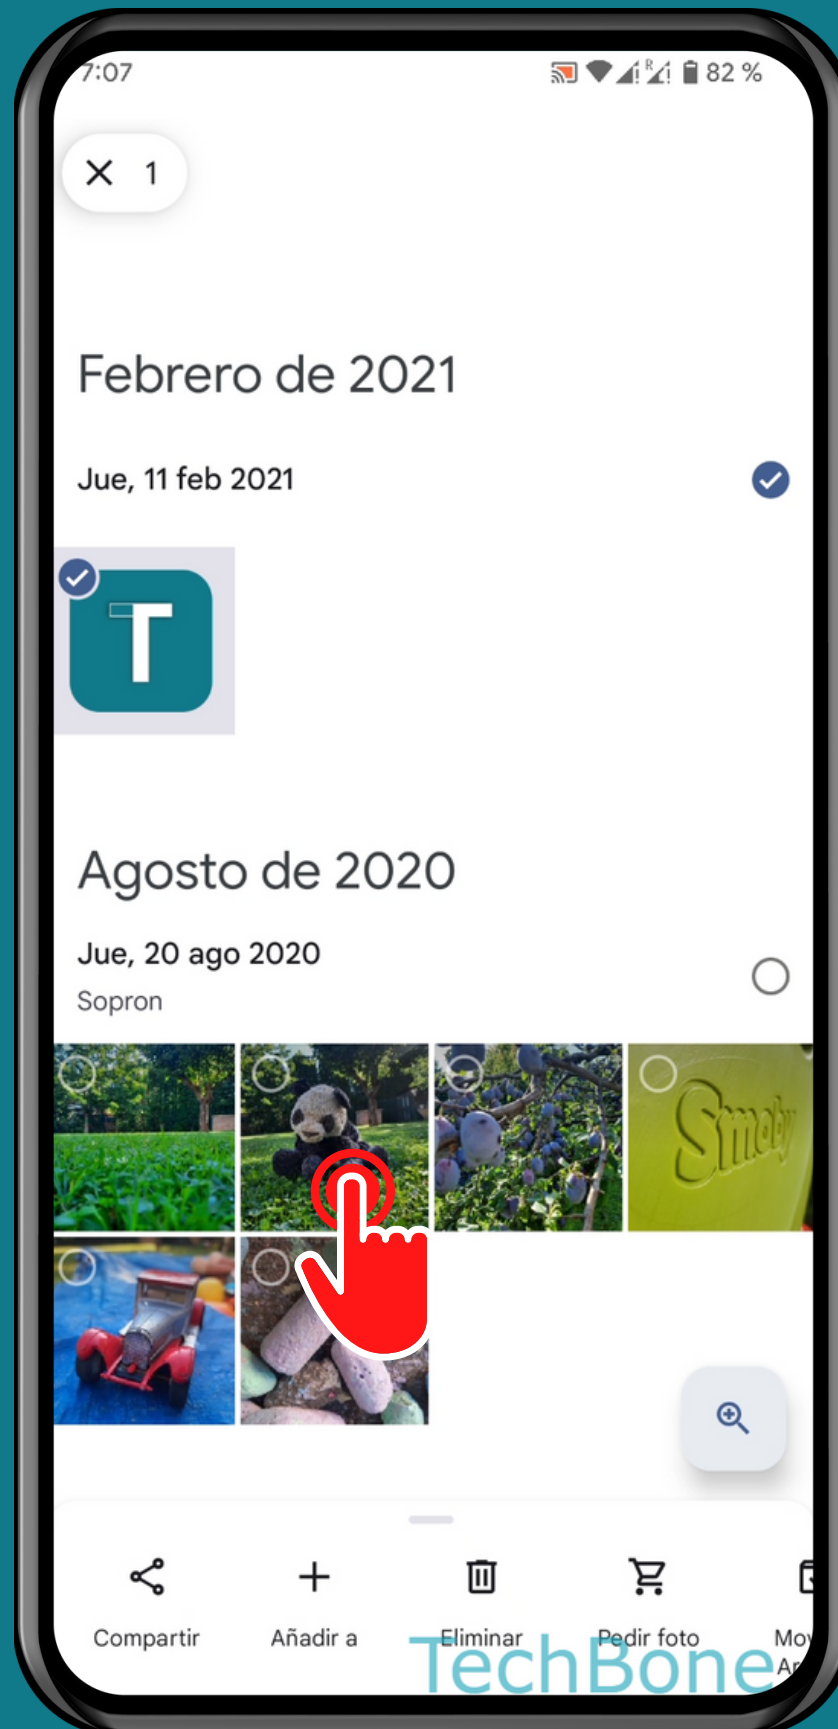 7:07
R
82 %
1
Febrero de 2021
Jue, 11 feb 2021
T
Agosto de 2020
Jue, 20 ago 2020
Sopron
Smoby
Compartir
Añadir a
Eliminar
Pedir foto
TechBone